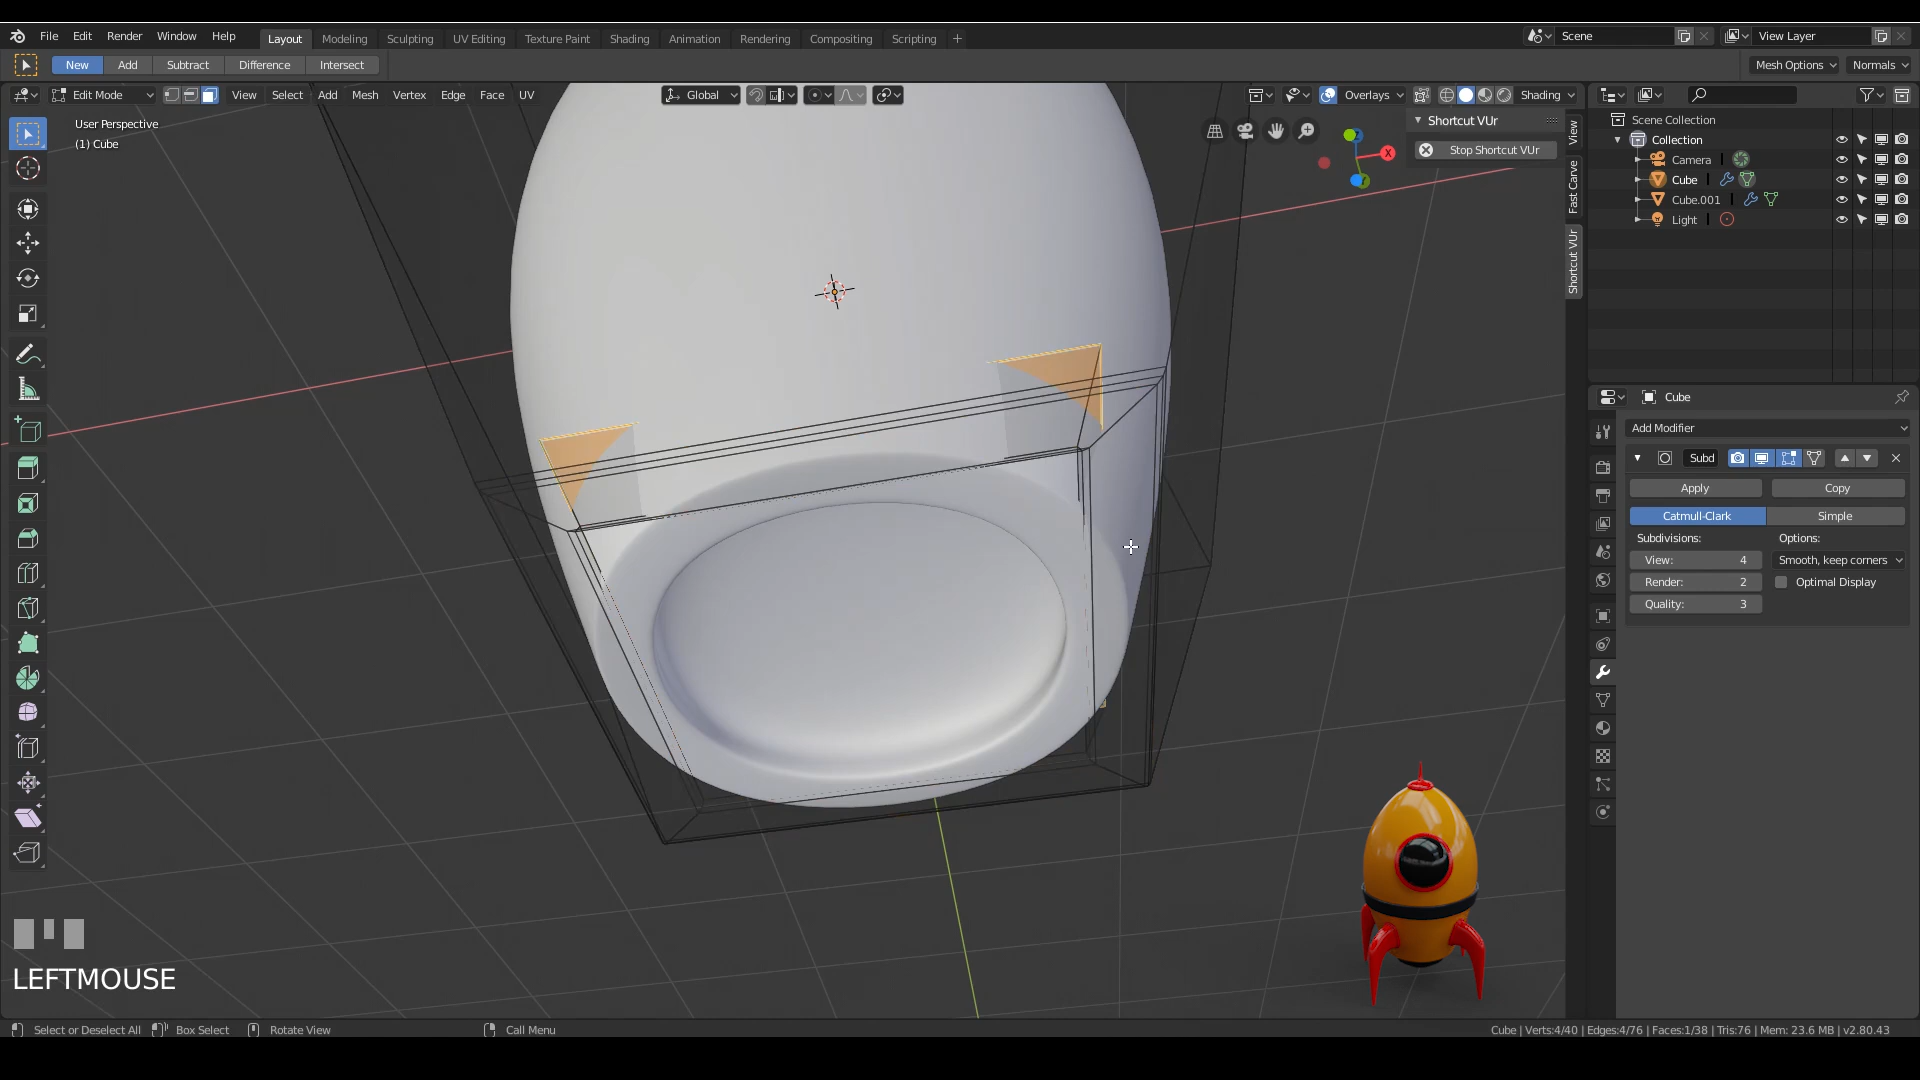 File Edit Render Window Help Layout Modeling Sculpting UV Editing Texture Paint Shading Animation Rendering Compositing Scripting + Scene View Layer
New Add Subtract Difference Intersect Mesh Options Normals
Edit Mode View Select Add Mesh Vertex Edge Face UV Global Overlays Shading
User Perspective
(1) Cube
Shortcut VUr
Stop Shortcut VUr
X
View
Fast Carve
Shortcut VUr
Scene Collection
Collection
Camera
Cube
Cube.001
Light
Cube
Add Modifier
Subd
Apply Copy
Catmull-Clark Simple
Subdivisions: Options:
View: 4 Smooth, keep corners
Render: 2 Optimal Display
Quality: 3
LEFTMOUSE
Select or Deselect All Box Select Rotate View Call Menu Cube | Verts:4/40 | Edges:4/76 | Faces:1/38 | Tris:76 | Mem: 23.6 MB | v2.80.43